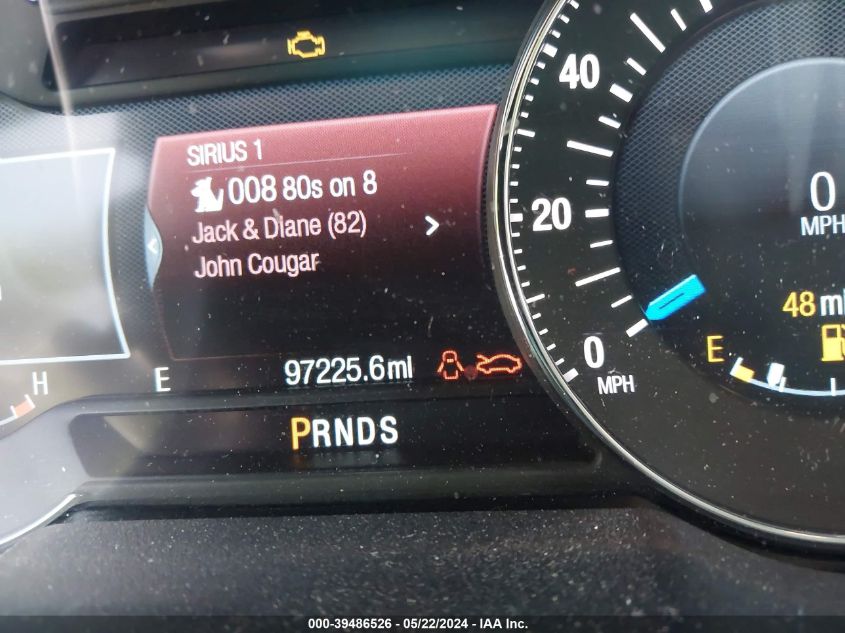 SIRIUS 1
008 80s on 8
Jack & Diane (82)
John Cougar
97225.6mi
H
E
PRNDS
40
20
0
MPH
0
MPH
48 mi
E
000-39486526 - 05/22/2024 - IAA Inc.